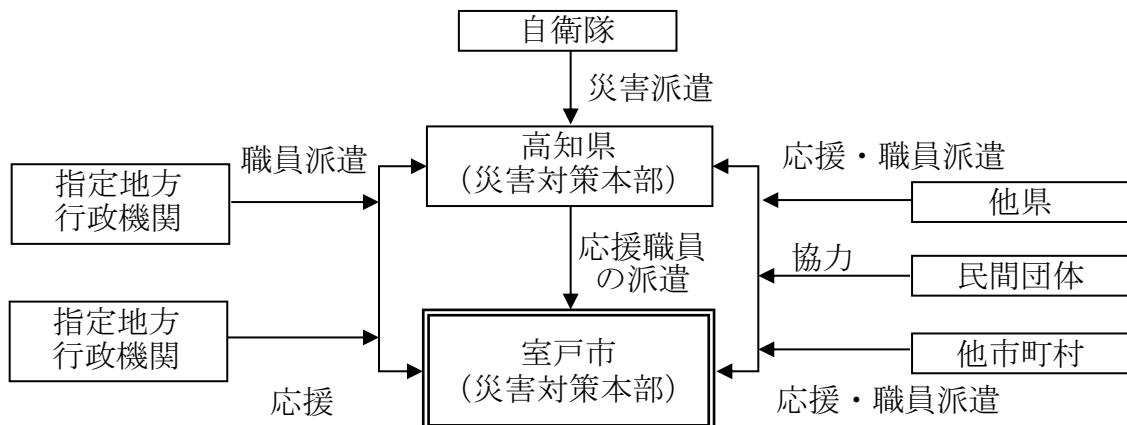 自衛隊
災害派遣
高知県
（災害対策本部）
職員派遣
応援・職員派遣
指定地方
行政機関
他県
応援職員
の派遣
協力
民間団体
指定地方
行政機関
室戸市
（災害対策本部）
他市町村
応援
応援・職員派遣